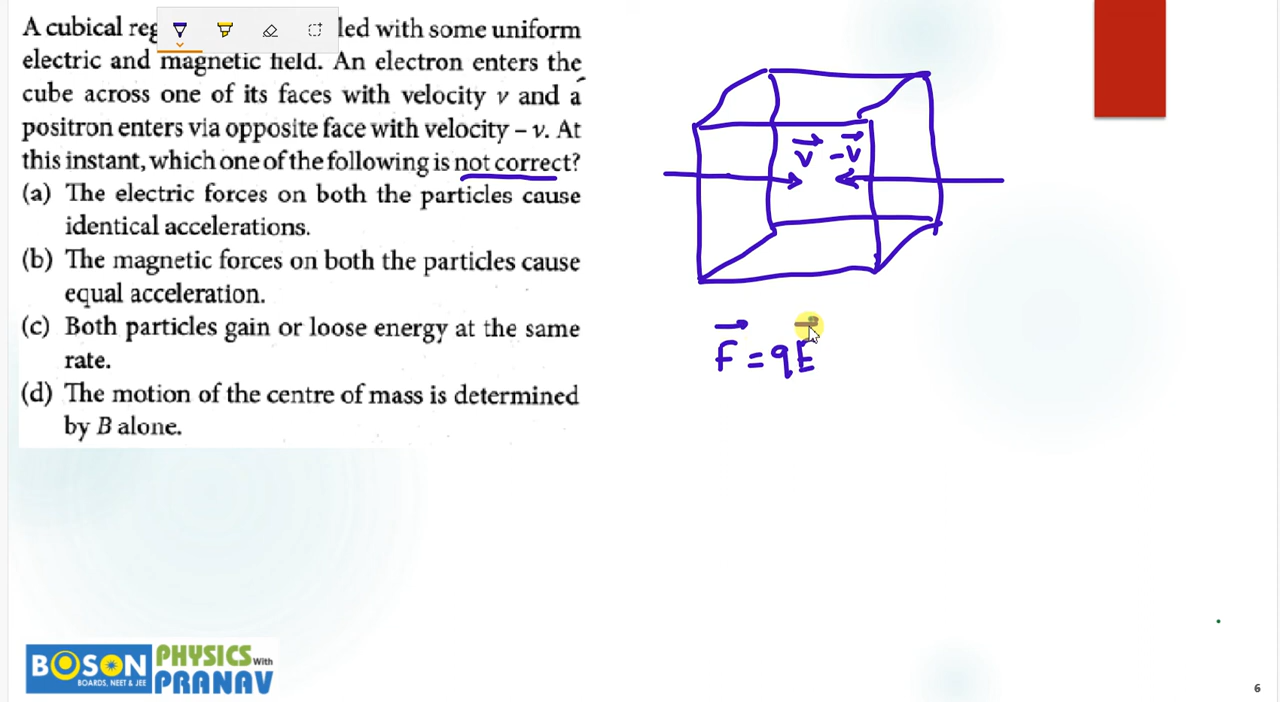 A cubical reg led with some uniform
electric and magnetic field. An electron enters the
cube across one of its faces with velocity v and a
positron enters via opposite face with velocity – v. At
this instant, which one of the following is not correct?
(a) The electric forces on both the particles cause
identical accelerations.
(b) The magnetic forces on both the particles cause
equal acceleration.
(c) Both particles gain or loose energy at the same
rate.
(d) The motion of the centre of mass is determined
by B alone.
v⃗ -v⃗
F⃗ = qE⃗
BOSON
BOARDS, NEET & JEE
PHYSICS With
PRANAV
6